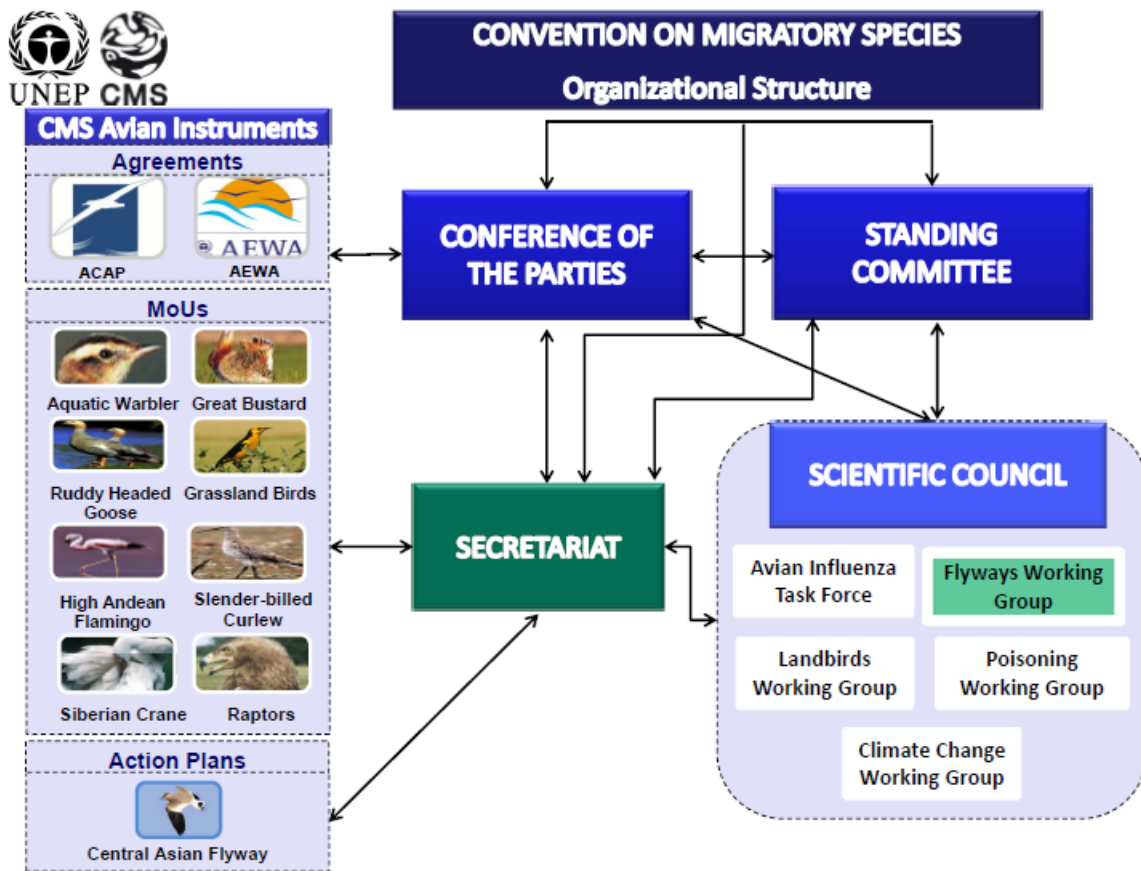 UNEP CMS
CONVENTION ON MIGRATORY SPECIES
Organizational Structure
CMS Avian Instruments
Agreements
AEWA
ACAP
AEWA
MoUs
Aquatic Warbler
Great Bustard
Ruddy Headed
Goose
Grassland Birds
High Andean
Flamingo
Slender-billed
Curlew
Siberian Crane
Raptors
Action Plans
Central Asian Flyway
CONFERENCE OF
THE PARTIES
STANDING
COMMITTEE
SECRETARIAT
SCIENTIFIC COUNCIL
Avian Influenza
Task Force
Flyways Working
Group
Landbirds
Working Group
Poisoning
Working Group
Climate Change
Working Group